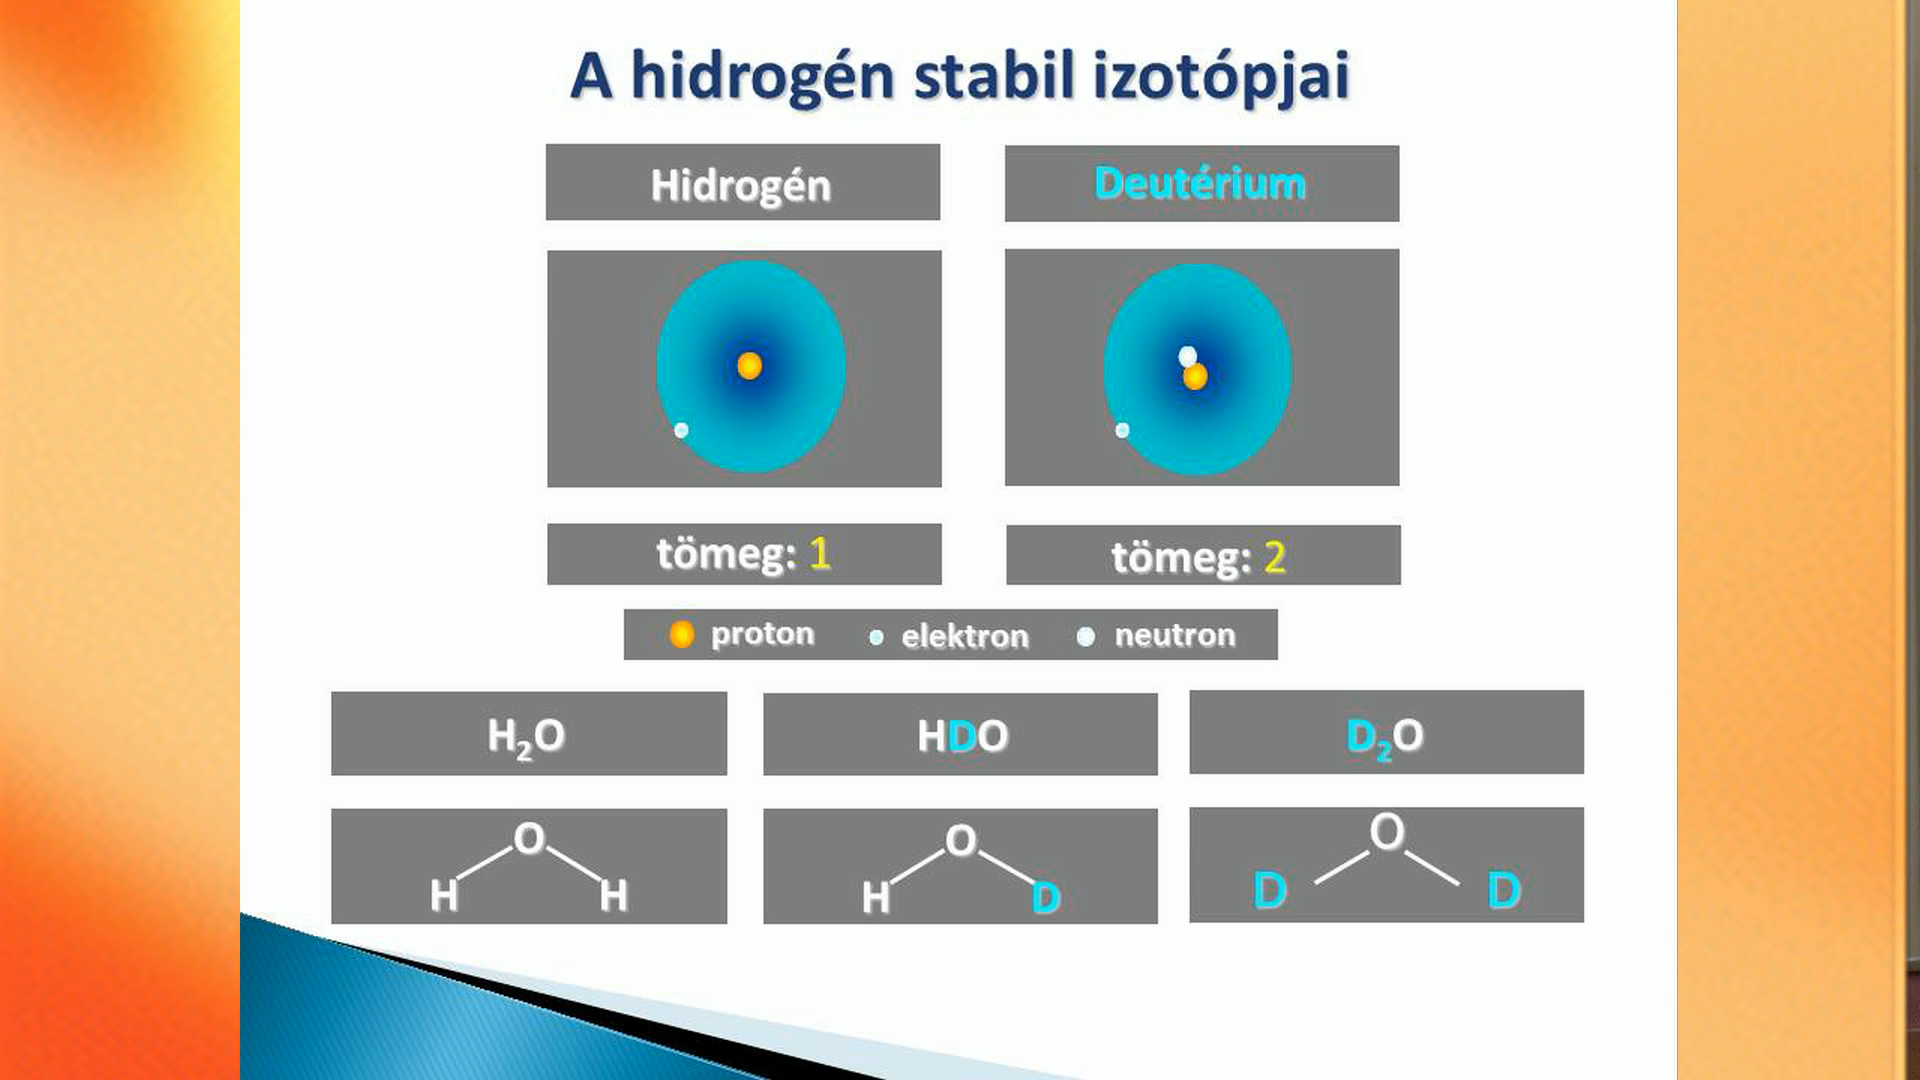 A hidrogén stabil izotópjai
Hidrogén
Deutérium
tömeg: 1
tömeg: 2
proton
elektron
neutron
H₂O
HDO
D₂O
O
H
H
O
H
D
O
D
D